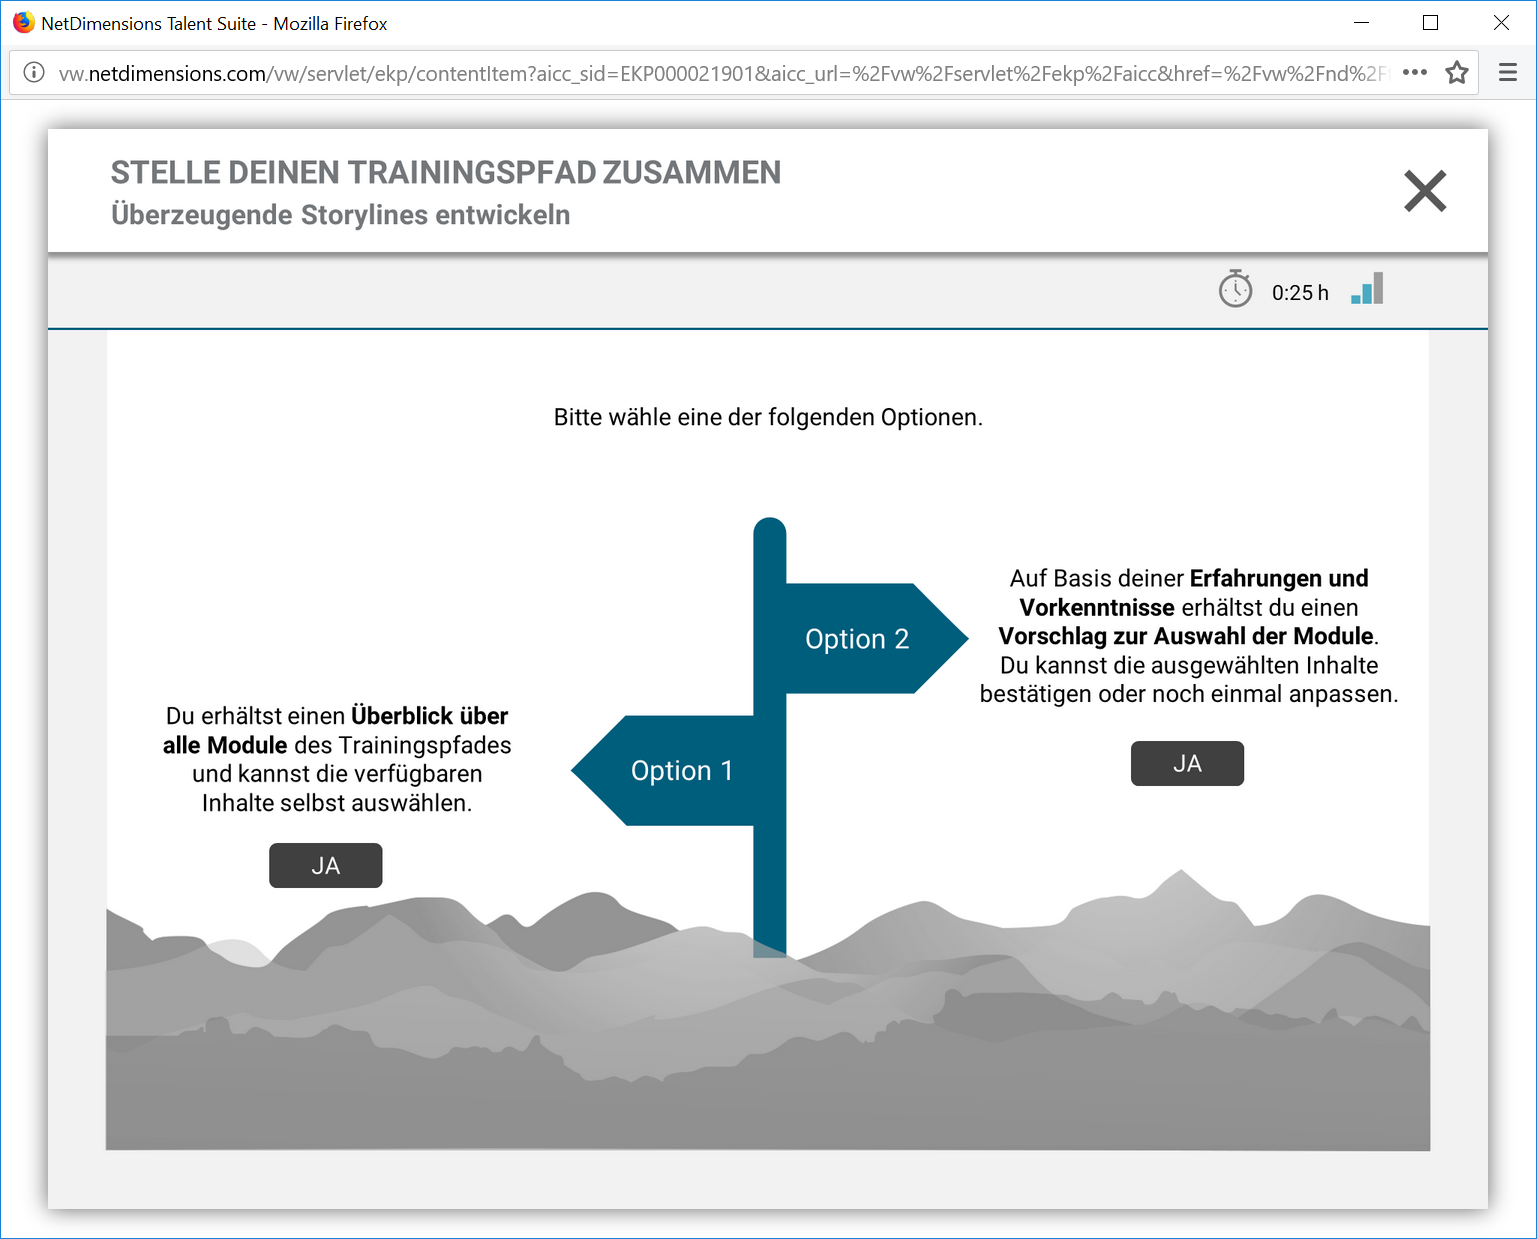 NetDimensions Talent Suite - Mozilla Firefox
vw.netdimensions.com/vw/servlet/ekp/contentItem?aicc_sid=EKP000021901&aicc_url=%2Fvw%2Fservlet%2Fekp%2Faicc&href=%2Fvw%2Fnd%2F
STELLE DEINEN TRAININGSPFAD ZUSAMMEN
Überzeugende Storylines entwickeln
0:25 h
Bitte wähle eine der folgenden Optionen.
Option 2
Auf Basis deiner Erfahrungen und
Vorkenntnisse erhältst du einen
Vorschlag zur Auswahl der Module.
Du kannst die ausgewählten Inhalte
bestätigen oder noch einmal anpassen.
JA
Option 1
Du erhältst einen Überblick über
alle Module des Trainingspfades
und kannst die verfügbaren
Inhalte selbst auswählen.
JA